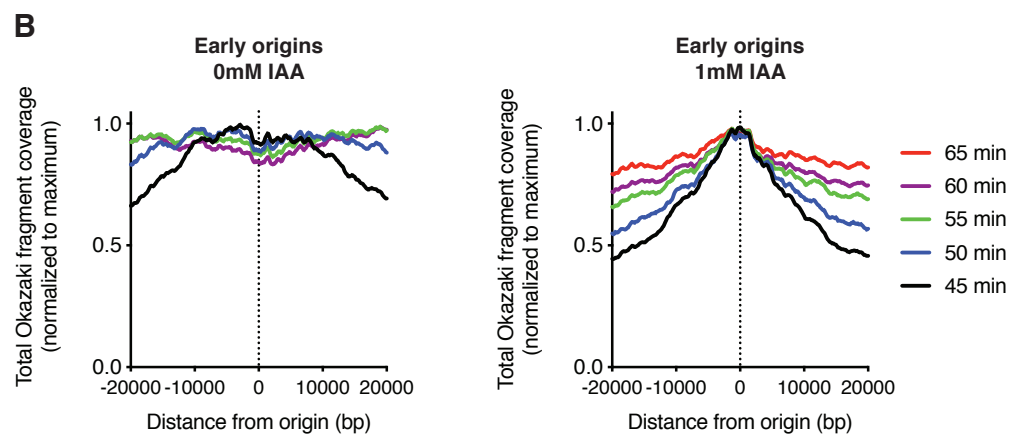 B
Early origins
0mM IAA
Total Okazaki fragment coverage
(normalized to maximum)
1.0
0.5
0.0
-20000 -10000 0 10000 20000
Distance from origin (bp)
Early origins
1mM IAA
Total Okazaki fragment coverage
(normalized to maximum)
1.0
0.5
0.0
-20000 -10000 0 10000 20000
Distance from origin (bp)
65 min
60 min
55 min
50 min
45 min